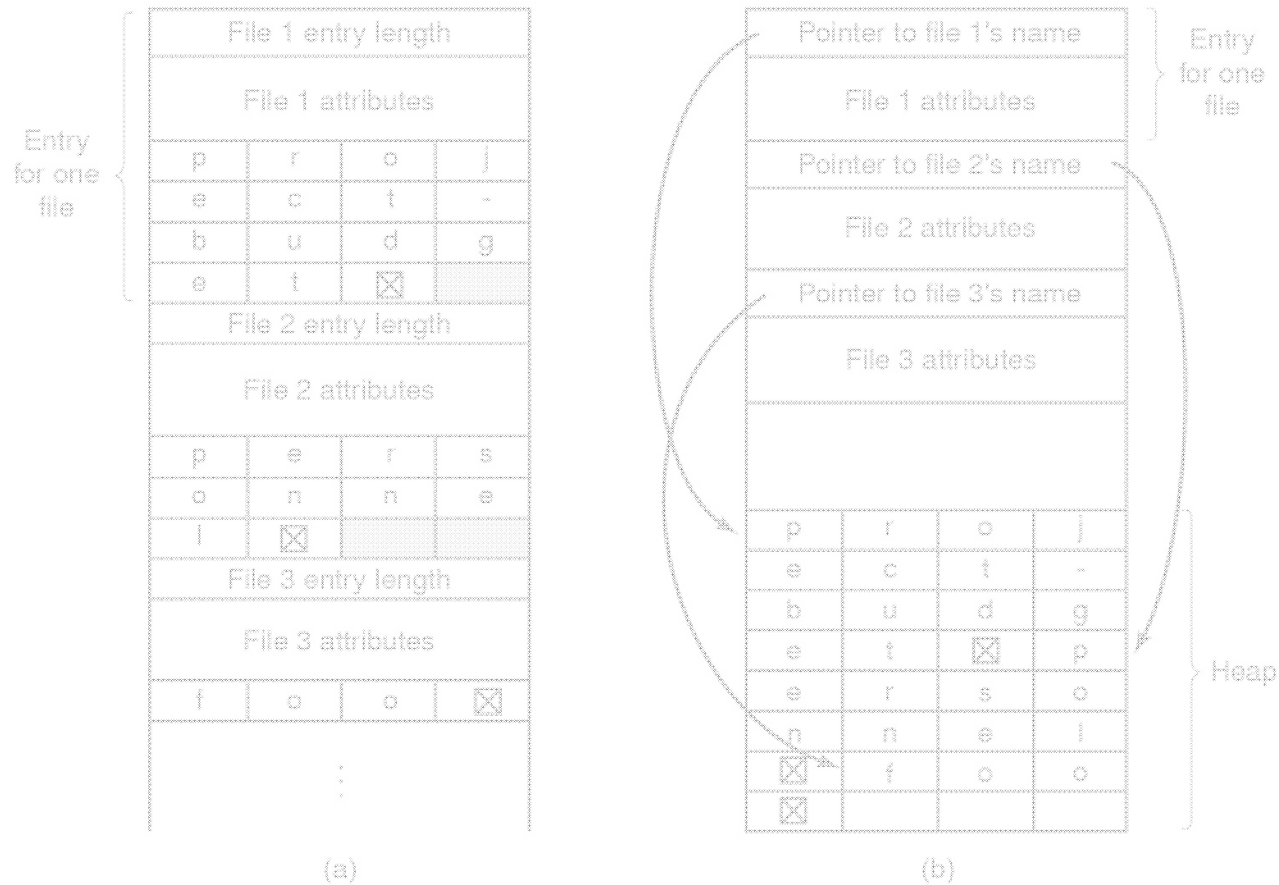 File 1 entry length
File 1 attributes
Entry
for one
file
p r o j
e c t -
b u d g
e t
File 2 entry length
File 2 attributes
p e r s
o n n e
l
File 3 entry length
File 3 attributes
f o o
(a)
Pointer to file 1's name
File 1 attributes
Entry
for one
file
Pointer to file 2's name
File 2 attributes
Pointer to file 3's name
File 3 attributes
p r o j
e c t -
b u d g
e t p
e r s o
n n e l
f o o
Heap
(b)